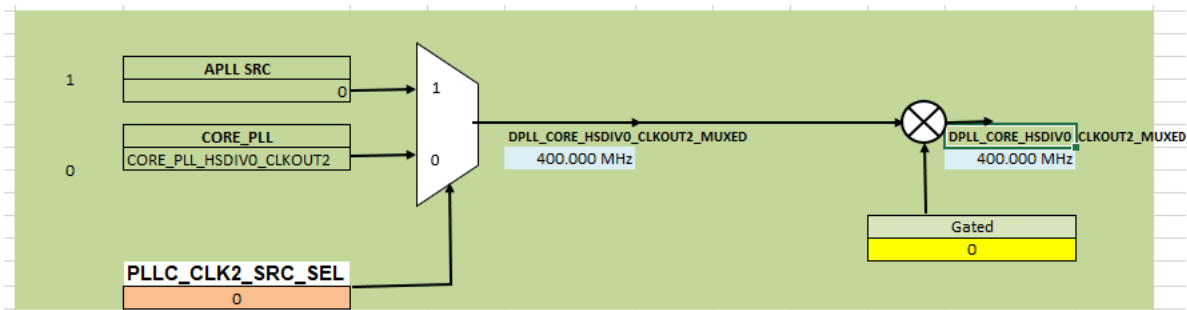 1
APLL SRC
0
1
CORE_PLL
CORE_PLL_HSDIV0_CLKOUT2
0
0
DPLL_CORE_HSDIV0_CLKOUT2_MUXED
400.000 MHz
DPLL_CORE_HSDIV0_CLKOUT2_MUXED
400.000 MHz
Gated
0
PLLC_CLK2_SRC_SEL
0